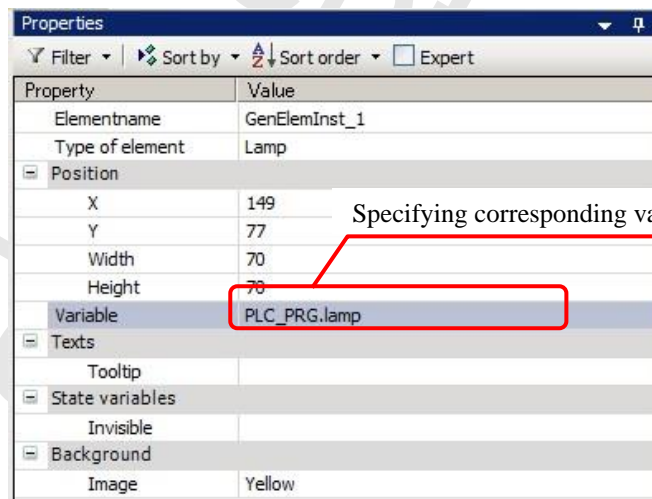 Properties
Filter Sort by Sort order Expert
Property Value
Elementname GenElemInst_1
Type of element Lamp
Position
X 149
Specifying corresponding
Y 77
Width 70
Height 70
Variable PLC_PRG.lamp
Texts
Tooltip
State variables
Invisible
Background
Image Yellow